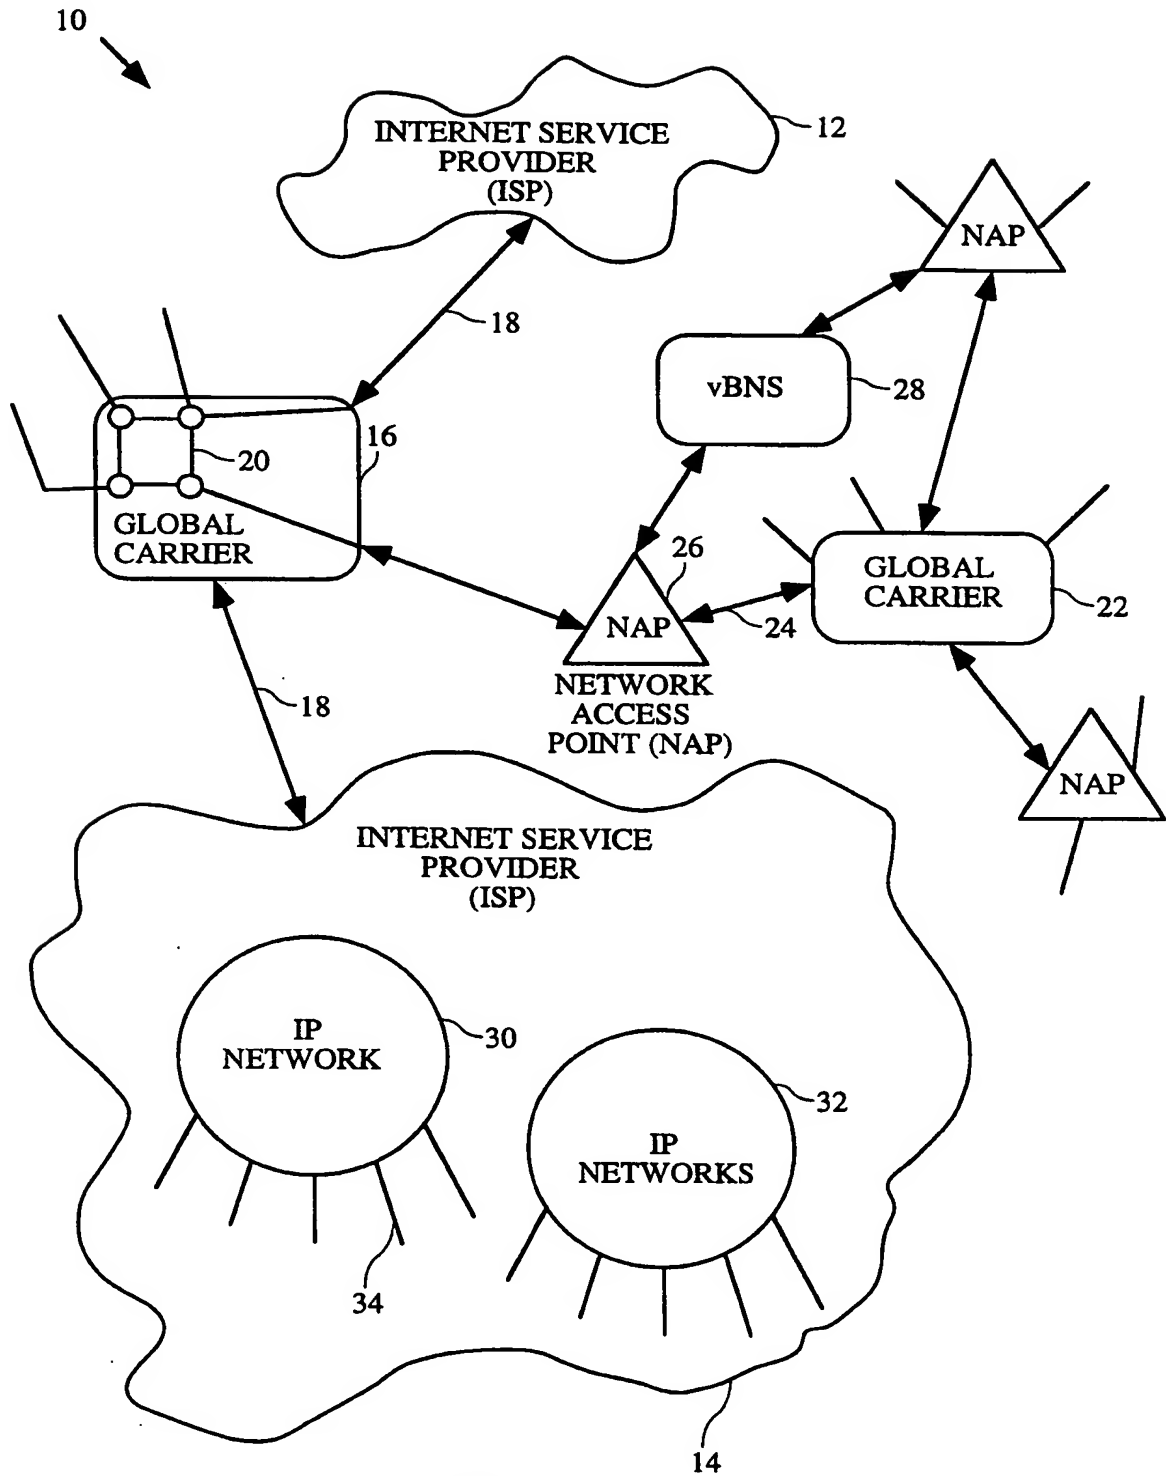 10
INTERNET SERVICE
PROVIDER
(ISP)
12
NAP
18
vBNS
28
16
20
GLOBAL
CARRIER
26
GLOBAL
CARRIER
22
NAP
24
NETWORK
ACCESS
POINT (NAP)
18
NAP
INTERNET SERVICE
PROVIDER
(ISP)
IP
NETWORK
30
32
IP
NETWORKS
34
14